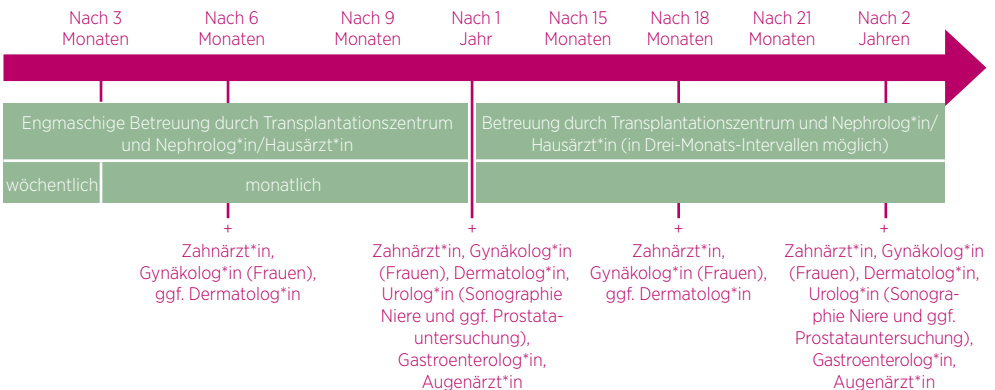 Nach 3
Monaten
Nach 6
Monaten
Nach 9
Monaten
Nach 1
Jahr
Nach 15
Monaten
Nach 18
Monaten
Nach 21
Monaten
Nach 2
Jahren
Engmaschige Betreuung durch Transplantationszentrum
und Nephrolog*in/Hausärzt*in
Betreuung durch Transplantationszentrum und Nephrolog*in/
Hausärzt*in (in Drei-Monats-Intervallen möglich)
wöchentlich
monatlich
+
Zahnärzt*in,
Gynäkolog*in (Frauen),
ggf. Dermatolog*in
+
Zahnärzt*in, Gynäkolog*in
(Frauen), Dermatolog*in,
Urolog*in (Sonographie
Niere und ggf. Prostata-
untersuchung),
Gastroenterolog*in,
Augenärzt*in
+
Zahnärzt*in,
Gynäkolog*in (Frauen),
ggf. Dermatolog*in
+
Zahnärzt*in, Gynäkolog*in
(Frauen), Dermatolog*in,
Urolog*in (Sonogra-
phie Niere und ggf.
Prostatauntersuchung),
Gastroenterolog*in,
Augenärzt*in